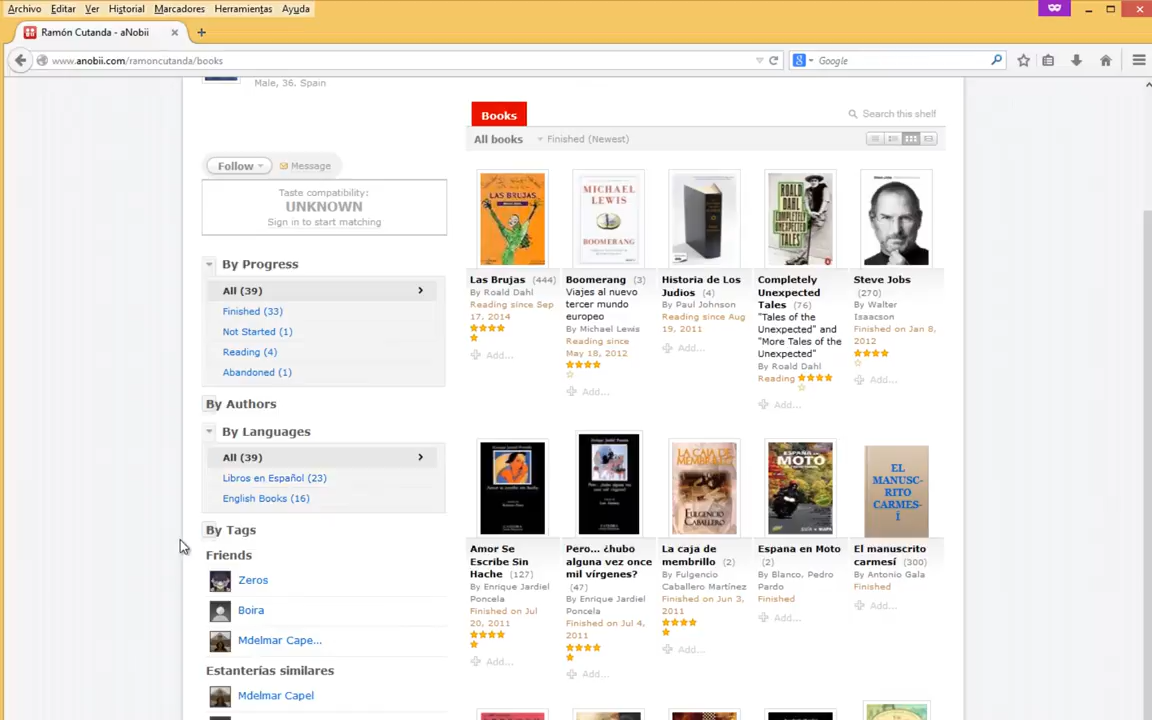 Archivo Editar Ver Historial Marcadores Herramientas Ayuda
Ramón Cutanda - aNobii
www.anobii.com/ramoncutanda/books
Google
Male, 36. Spain
Books
Search this shelf
All books
Finished (Newest)
Follow
Message
Taste compatibility:
UNKNOWN
Sign in to start matching
By Progress
All (39)
Finished (33)
Not Started (1)
Reading (4)
Abandoned (1)
By Authors
By Languages
All (39)
Libros en Español (23)
English Books (16)
By Tags
Friends
Zeros
Boira
Mdelmar Cape...
Estanterías similares
Mdelmar Capel
LAS BRUJAS
Las Brujas (444)
By Roald Dahl
Reading since Sep
17, 2014
Add...
MICHAEL
LEWIS
BOOMERANG
Boomerang (3)
Viajes al nuevo
tercer mundo
europeo
By Michael Lewis
Reading since
May 18, 2012
Add...
Historia de Los
Judios (4)
By Paul Johnson
Reading since Aug
19, 2011
Add...
ROALD
DAHL
COMPLETELY
UNEXPECTED
TALES
Completely
Unexpected
Tales (76)
"Tales of the
Unexpected" and
"More Tales of the
Unexpected"
By Roald Dahl
Reading
Add...
Steve Jobs
Steve Jobs
(270)
By Walter
Isaacson
Finished on Jan 8,
2012
Add...
Amor Se
Escribe Sin
Hache (127)
By Enrique Jardiel
Poncela
Finished on Jul
20, 2011
Add...
Pero... ¿hubo
alguna vez once
mil vírgenes?
(47)
By Enrique Jardiel
Poncela
Finished on Jul 4,
2011
Add...
LA CAJA DE
MEMBRILLO
FULGENCIO
CABALLERO
La caja de
membrillo (2)
By Fulgencio
Caballero Martínez
Finished on Jun 3,
2011
Add...
ESPAÑA EN
MOTO
Espana en Moto
(2)
By Blanco, Pedro
Pardo
Finished
Add...
EL
MANUSC-
RITO
CARMES-
Í
El manuscrito
carmesí (300)
By Antonio Gala
Finished
Add...